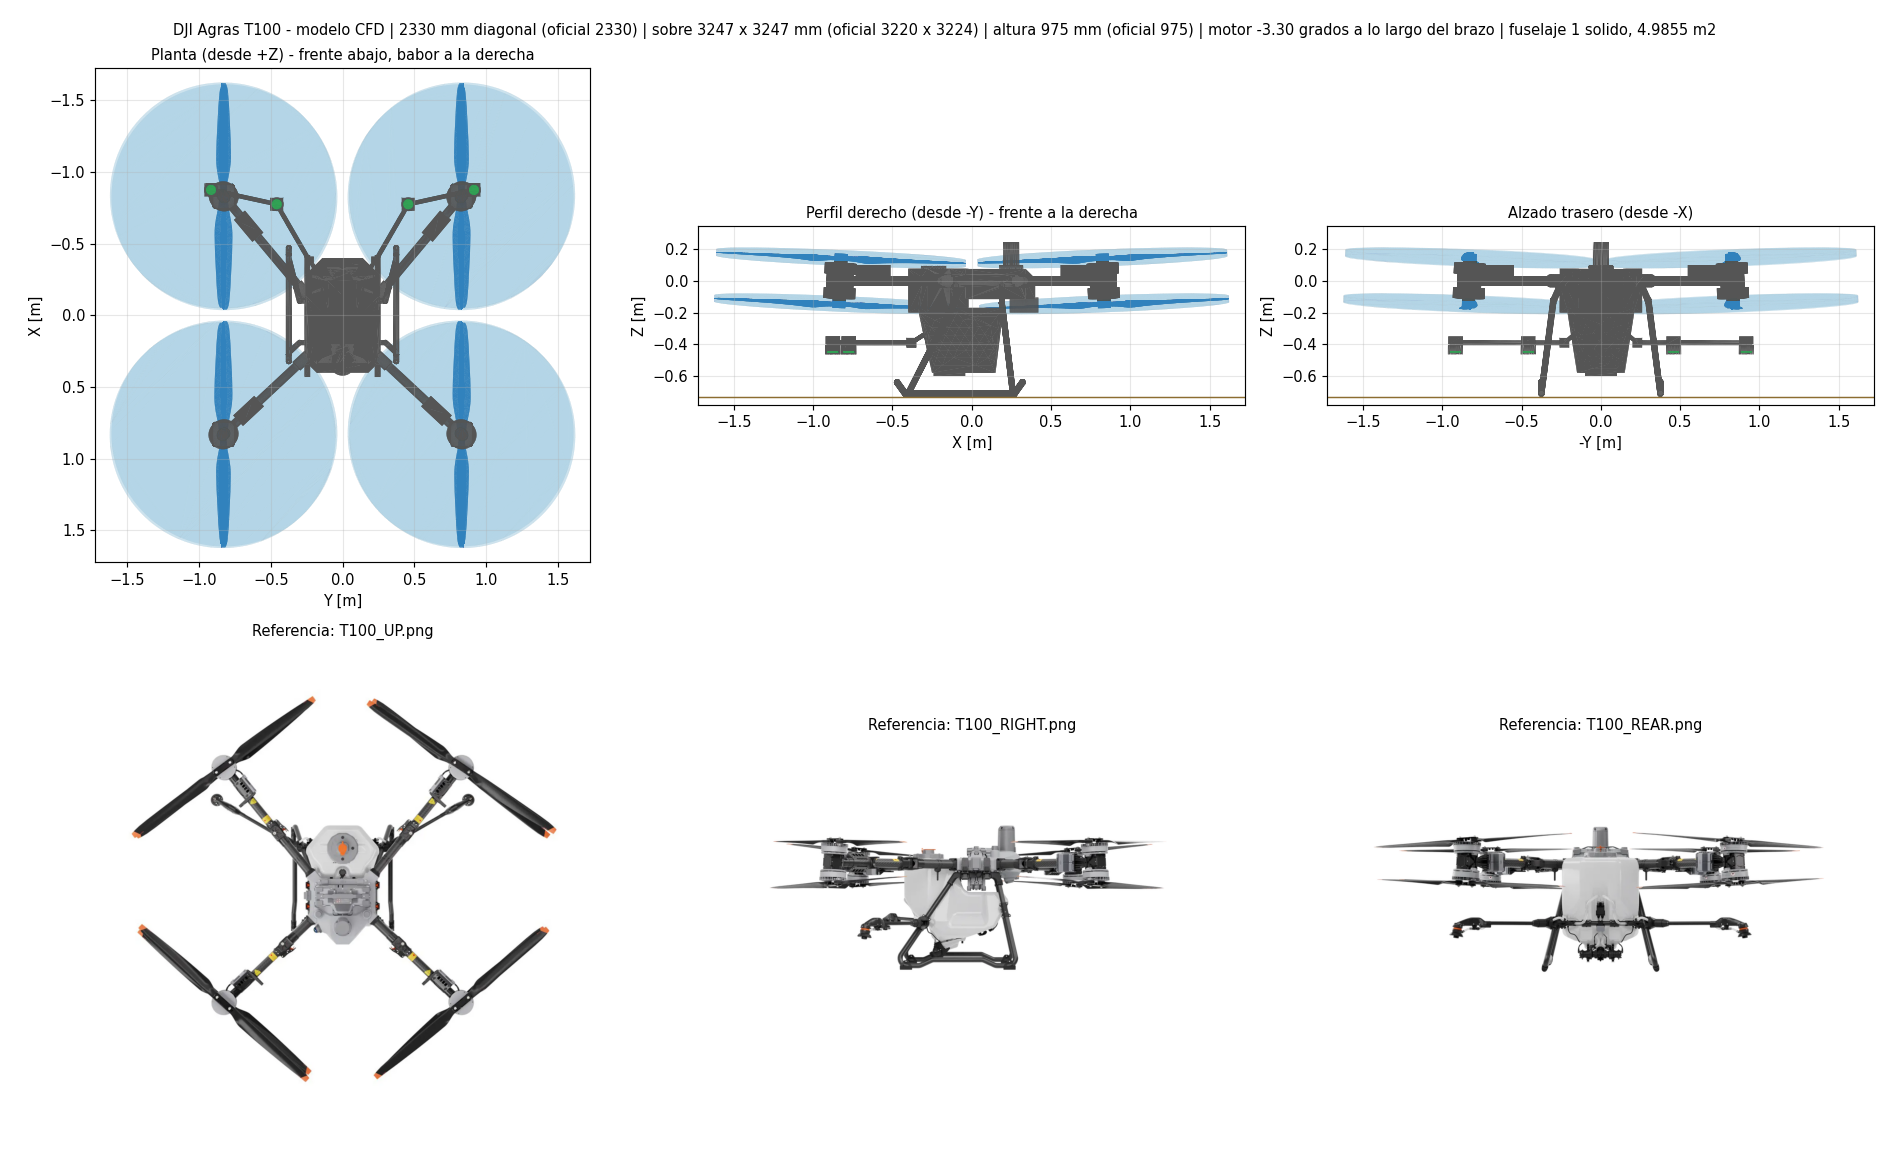 DJI Agras T100 - modelo CFD | 2330 mm diagonal (oficial 2330) | sobre 3247 x 3247 mm (oficial 3220 x 3224) | altura 975 mm (oficial 975) | motor -3.30 grados a lo largo del brazo | fuselaje 1 solido, 4.9855 m2
Planta (desde +Z) - frente abajo, babor a la derecha
−1.5
−1.0
−0.5
0.0
0.5
1.0
1.5
X [m]
−1.5 −1.0 −0.5 0.0 0.5 1.0 1.5
Y [m]
Perfil derecho (desde -Y) - frente a la derecha
0.2
0.0
−0.2
−0.4
−0.6
Z [m]
−1.5 −1.0 −0.5 0.0 0.5 1.0 1.5
X [m]
Alzado trasero (desde -X)
0.2
0.0
−0.2
−0.4
−0.6
Z [m]
−1.5 −1.0 −0.5 0.0 0.5 1.0 1.5
-Y [m]
Referencia: T100_UP.png
Referencia: T100_RIGHT.png
Referencia: T100_REAR.png